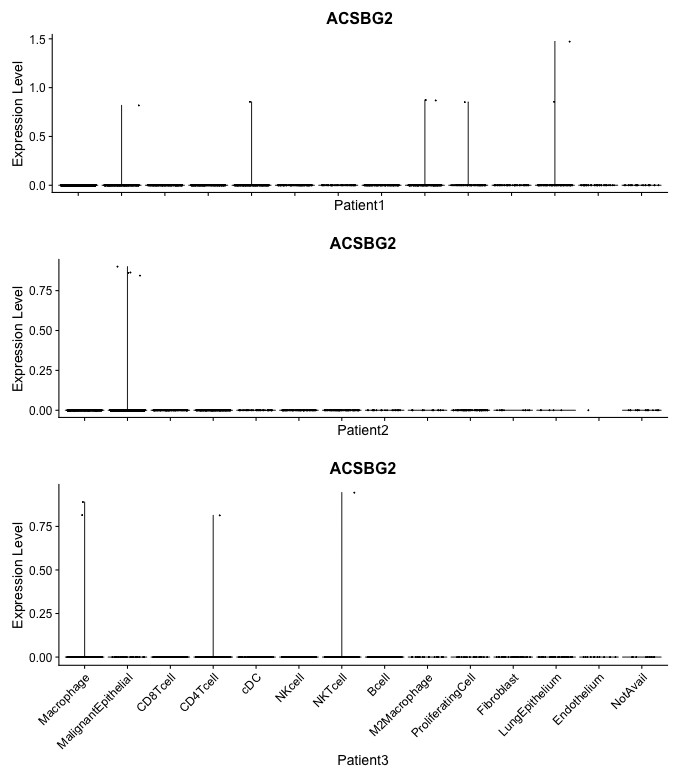 ACSBG2
Expression Level
1.5
1.0
0.5
0.0
Patient1
ACSBG2
Expression Level
0.75
0.50
0.25
0.00
Patient2
ACSBG2
Expression Level
0.75
0.50
0.25
0.00
Macrophage
MalignantEpithelial
CD8Tcell
CD4Tcell
cDC
NKcell
NKTcell
Bcell
M2Macrophage
ProliferatingCell
Fibroblast
LungEpithelium
Endothelium
NotAvail
Patient3